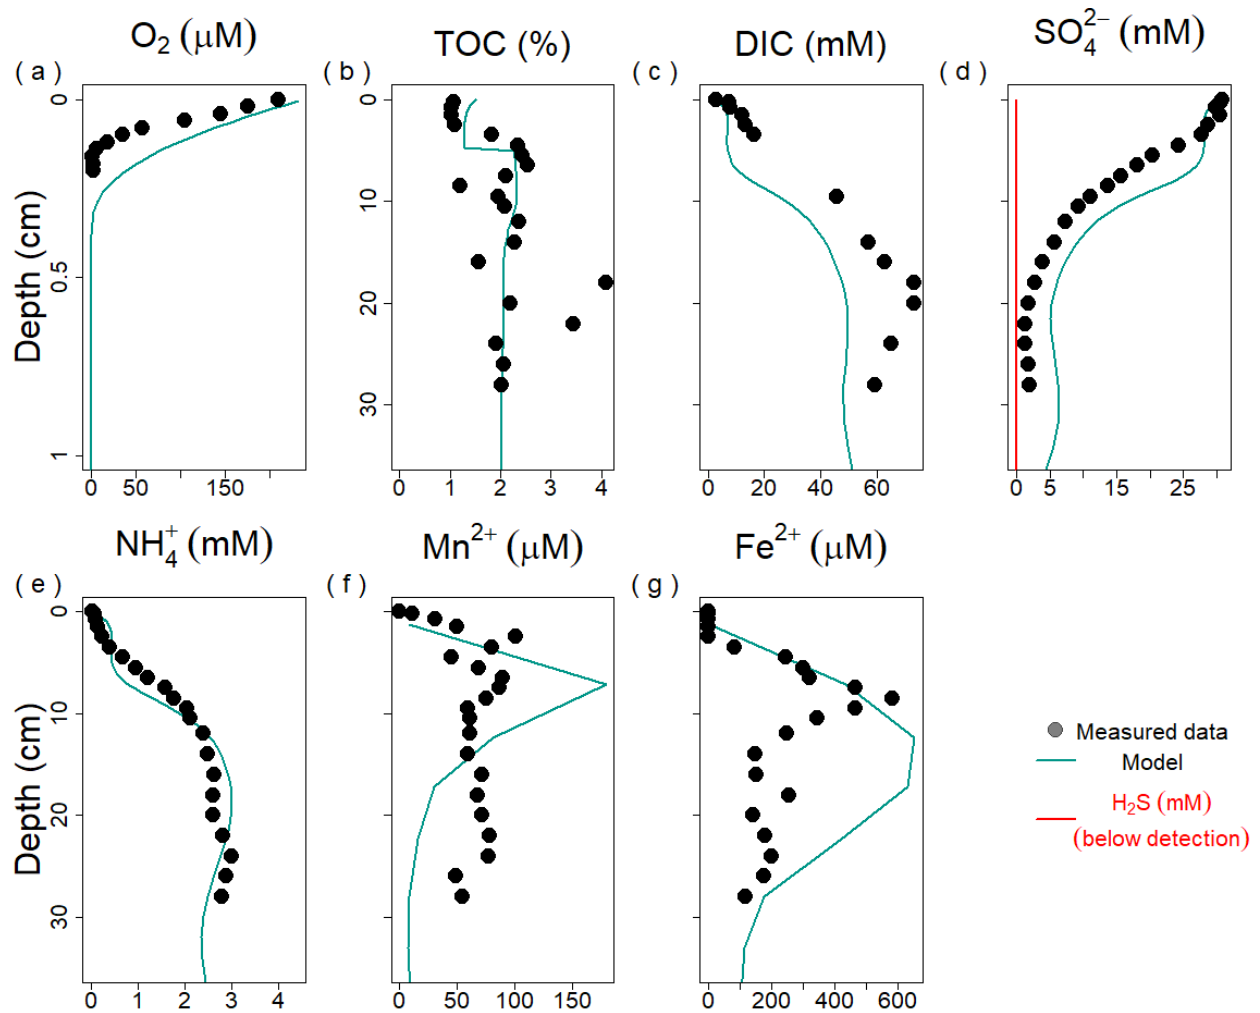 O₂ (μM)
TOC (%)
DIC (mM)
SO₄²⁻ (mM)
( a )
( b )
( c )
( d )
Depth (cm)
0
0.5
1
0
10
20
30
0 50 150
0 1 2 3 4
0 20 40 60
0 5 15 25
NH₄⁺ (mM)
Mn²⁺ (μM)
Fe²⁺ (μM)
( e )
( f )
( g )
Depth (cm)
0
10
20
30
0 1 2 3 4
0 50 100 150
0 200 400 600
Measured data
Model
H₂S (mM)
(below detection)